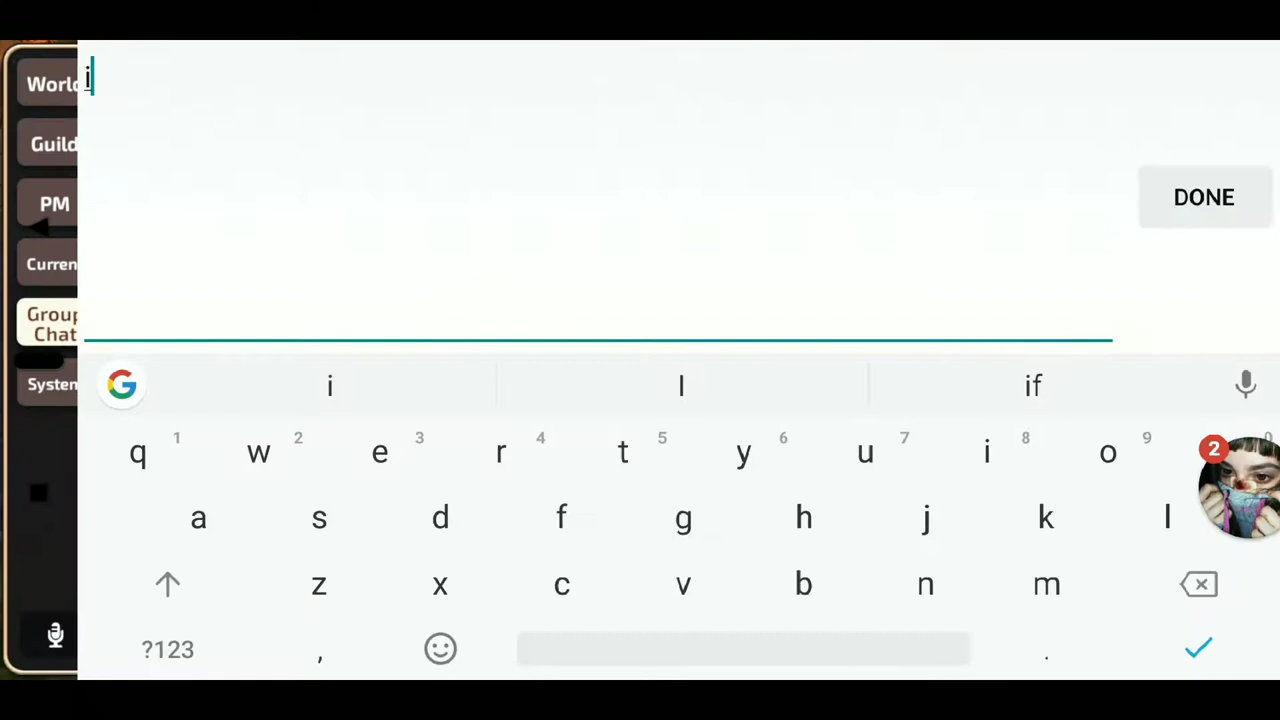 World
i
Guild
PM
DONE
Curren
Group
Chat
System
G
i I if
q 1 w 2 e 3 r 4 t 5 y 6 u 7 i 8 o 9 0
2
a s d f g h j k l
z x c v b n m
?123 , .